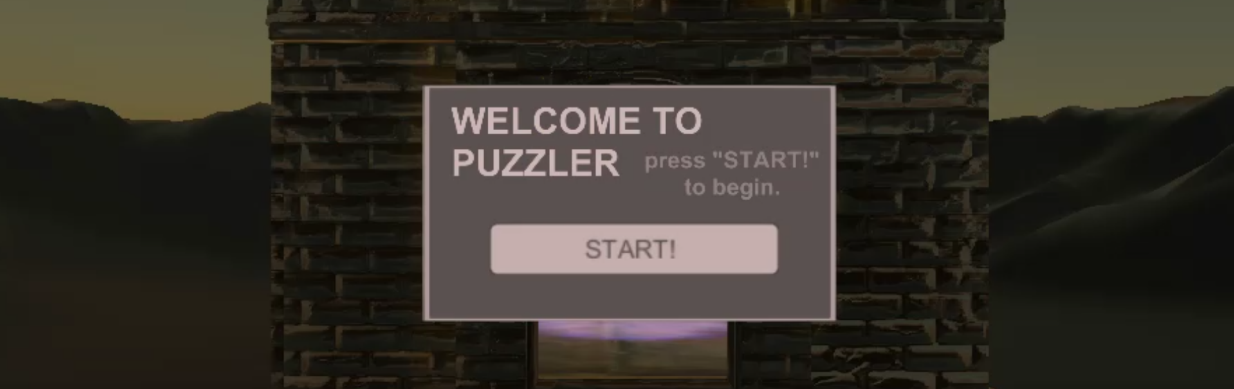 WELCOME TO
PUZZLER
press "START!"
to begin.
START!